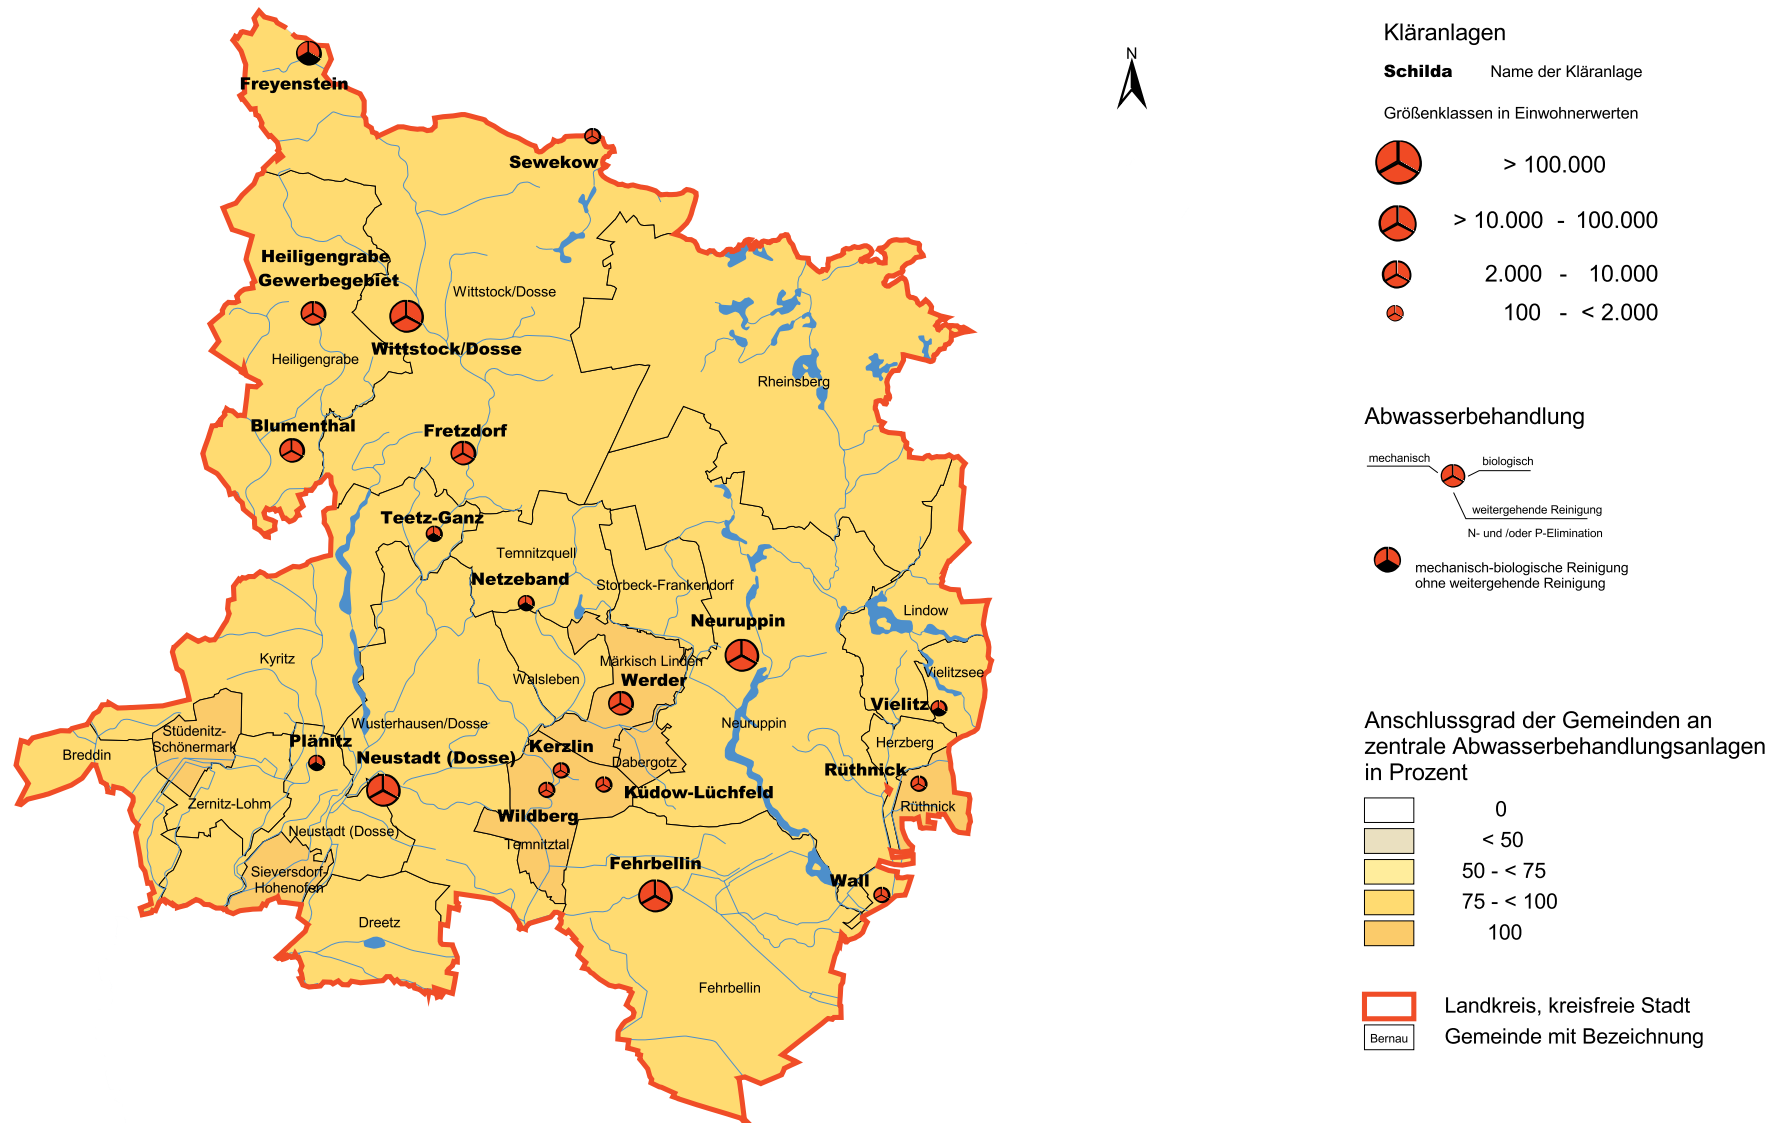 Freyenstein
Sewekow
Heiligengrabe
Gewerbegebiet
Wittstock/Dosse
Wittstock/Dosse
Heiligengrabe
Rheinsberg
Blumenthal
Fretzdorf
Teetz-Ganz
Temnitzquell
Netzeband
Storbeck-Frankendorf
Lindow
Neuruppin
Kyritz
Märkisch Linden
Walsleben
Werder
Vielitzsee
Vielitz
Wusterhausen/Dosse
Neuruppin
Stüdenitz-
Schönermark
Breddin
Plänitz
Kerzlin
Herzberg
Neustadt (Dosse)
Dabergotz
Rüthnick
Küdow-Lüchfeld
Zernitz-Lohm
Rüthnick
Wildberg
Neustadt (Dosse)
Temnitztal
Fehrbellin
Sieversdorf-
Hohenofen
Wall
Dreetz
Fehrbellin
N
Kläranlagen
Schilda Name der Kläranlage
Größenklassen in Einwohnerwerten
> 100.000
> 10.000 - 100.000
2.000 - 10.000
100 - < 2.000
Abwasserbehandlung
mechanisch
biologisch
weitergehende Reinigung
N- und /oder P-Elimination
mechanisch-biologische Reinigung
ohne weitergehende Reinigung
Anschlussgrad der Gemeinden an
zentrale Abwasserbehandlungsanlagen
in Prozent
0
< 50
50 - < 75
75 - < 100
100
Landkreis, kreisfreie Stadt
Bernau Gemeinde mit Bezeichnung